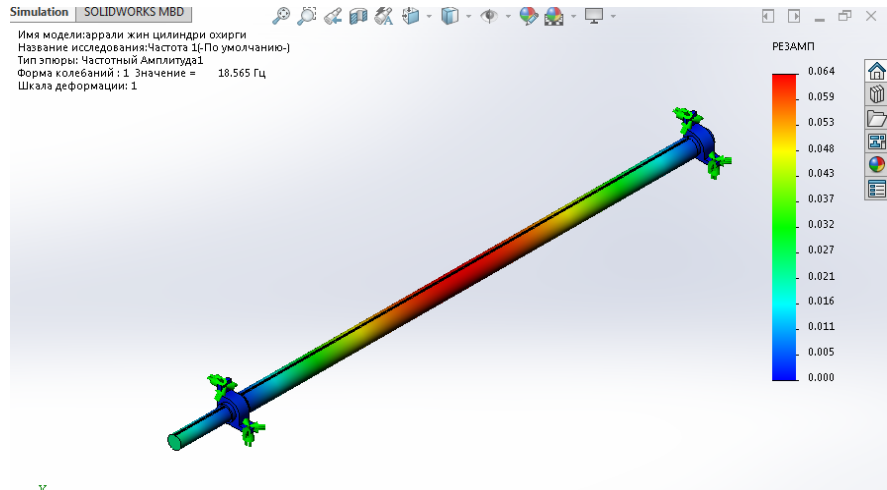 Simulation SOLIDWORKS MBD
Имя модели:аррали жин цилиндри охирги
Название исследования:Частота 1(-По умолчанию-)
Тип эпюры: Частотный Амплитуда1
Форма колебаний : 1 Значение = 18.565 Гц
Шкала деформации: 1
РЕЗАМП
0.064
0.059
0.053
0.048
0.043
0.037
0.032
0.027
0.021
0.016
0.011
0.005
0.000